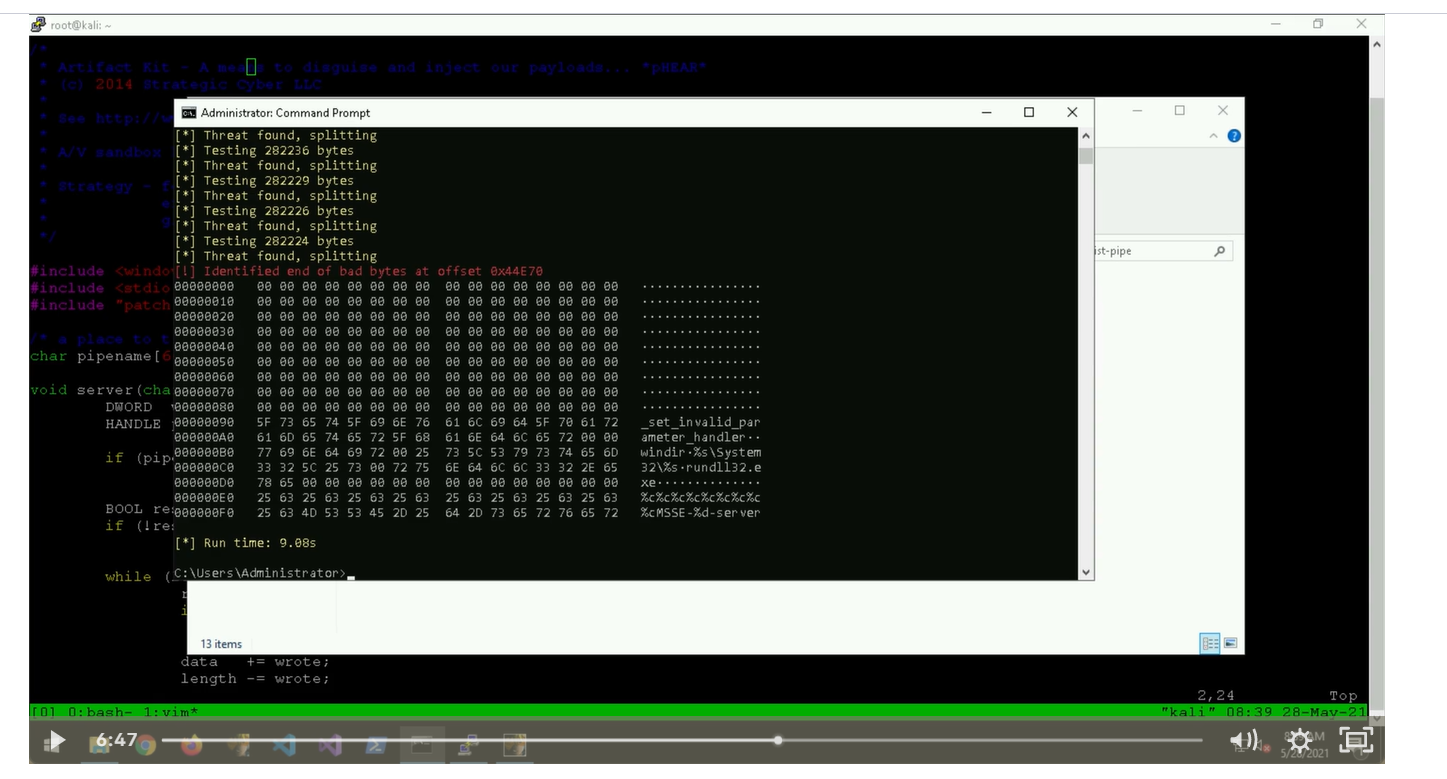 root@kali: ~
/*
* Artifact Kit - A means to disguise and inject our payloads... *pHEAR*
* (c) 2014 Strategic Cyber LLC
*
* See http://w
*
* A/V sandbox
*
* Strategy - f
*
*
*/
#include <windo
#include <stdio
#include "patch
/* a place to t
char pipename[6
void server(cha
DWORD
HANDLE
if (pip
BOOL res
if (!res
while (
data += wrote;
length -= wrote;
2,24 Top
[0] 0:bash- 1:vim* "kali" 08:39 28-May-21
Administrator: Command Prompt
[*] Threat found, splitting
[*] Testing 282236 bytes
[*] Threat found, splitting
[*] Testing 282229 bytes
[*] Threat found, splitting
[*] Testing 282226 bytes
[*] Threat found, splitting
[*] Testing 282224 bytes
[*] Threat found, splitting
[!] Identified end of bad bytes at offset 0x44E70
00000000 00 00 00 00 00 00 00 00 00 00 00 00 00 00 00 00 ................
00000010 00 00 00 00 00 00 00 00 00 00 00 00 00 00 00 00 ................
00000020 00 00 00 00 00 00 00 00 00 00 00 00 00 00 00 00 ................
00000030 00 00 00 00 00 00 00 00 00 00 00 00 00 00 00 00 ................
00000040 00 00 00 00 00 00 00 00 00 00 00 00 00 00 00 00 ................
00000050 00 00 00 00 00 00 00 00 00 00 00 00 00 00 00 00 ................
00000060 00 00 00 00 00 00 00 00 00 00 00 00 00 00 00 00 ................
00000070 00 00 00 00 00 00 00 00 00 00 00 00 00 00 00 00 ................
00000080 00 00 00 00 00 00 00 00 00 00 00 00 00 00 00 00 ................
00000090 5F 73 65 74 5F 69 6E 76 61 6C 69 64 5F 70 61 72 _set_invalid_par
000000A0 61 6D 65 74 65 72 5F 68 61 6E 64 6C 65 72 00 00 ameter_handler··
000000B0 77 69 6E 64 69 72 00 25 73 5C 53 79 73 74 65 6D windir·%s\System
000000C0 33 32 5C 25 73 00 72 75 6E 64 6C 6C 33 32 2E 65 32\%s·rundll32.e
000000D0 78 65 00 00 00 00 00 00 00 00 00 00 00 00 00 00 xe··············
000000E0 25 63 25 63 25 63 25 63 25 63 25 63 25 63 25 63 %c%c%c%c%c%c%c%c
000000F0 25 63 4D 53 53 45 2D 25 64 2D 73 65 72 76 65 72 %cMSSE-%d-server
[*] Run time: 9.08s
C:\Users\Administrator>
ist-pipe
13 items
6:47
5/28/2021